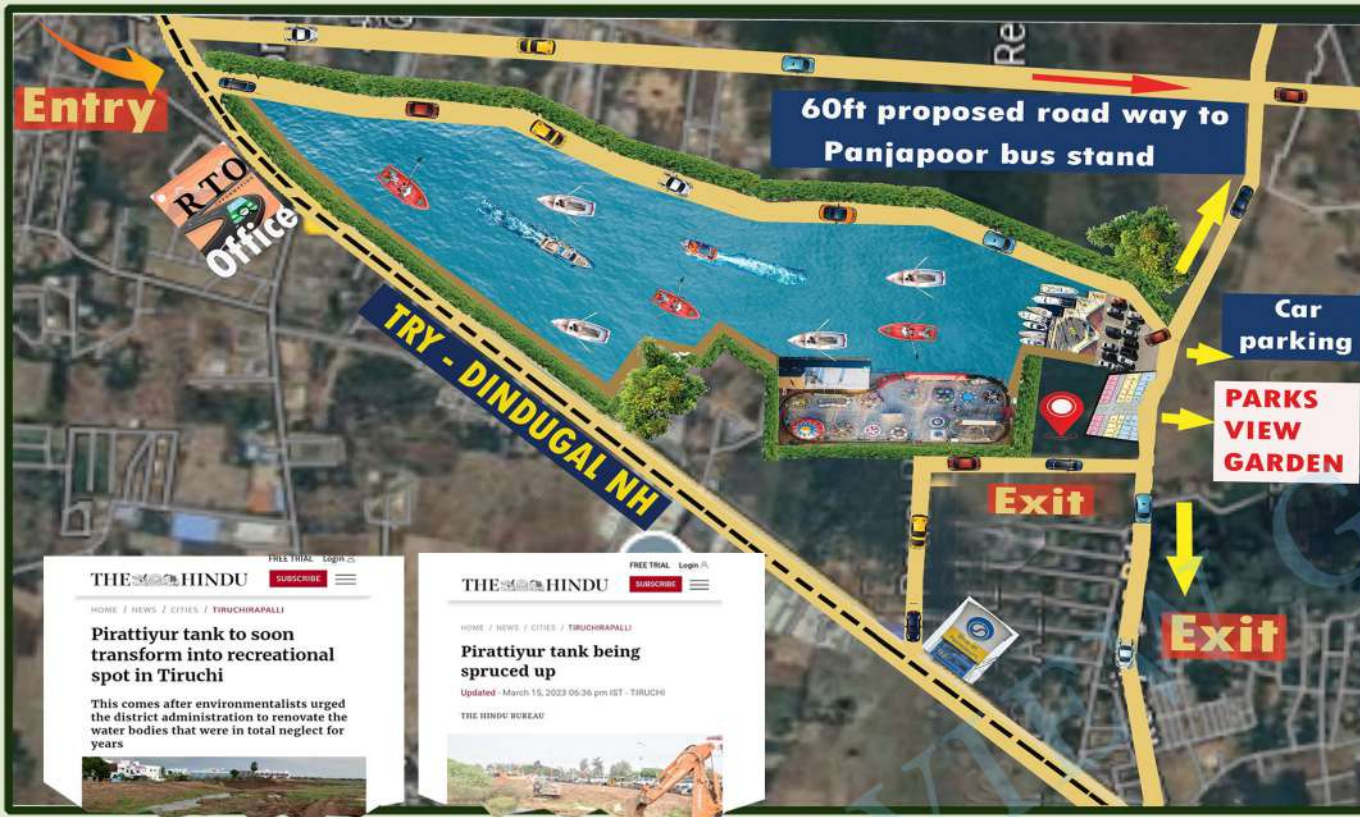 Entry
Re
60ft proposed road way to
Panjapoor bus stand
RTO
Office
TRY - DINDUGAL NH
Car
parking
PARKS
VIEW
GARDEN
Exit
Exit
FREE TRIAL Login
THE HINDU
SUBSCRIBE
HOME / NEWS / CITIES / TIRUCHIRAPALLI
Pirattiyur tank to soon
transform into recreational
spot in Tiruchi
This comes after environmentalists urged
the district administration to renovate the
water bodies that were in total neglect for
years
FREE TRIAL Login
THE HINDU
SUBSCRIBE
HOME / NEWS / CITIES / TIRUCHIRAPALLI
Pirattiyur tank being
spruced up
Updated - March 15, 2023 06:36 pm IST - TIRUCHI
THE HINDU BUREAU
VIEW G